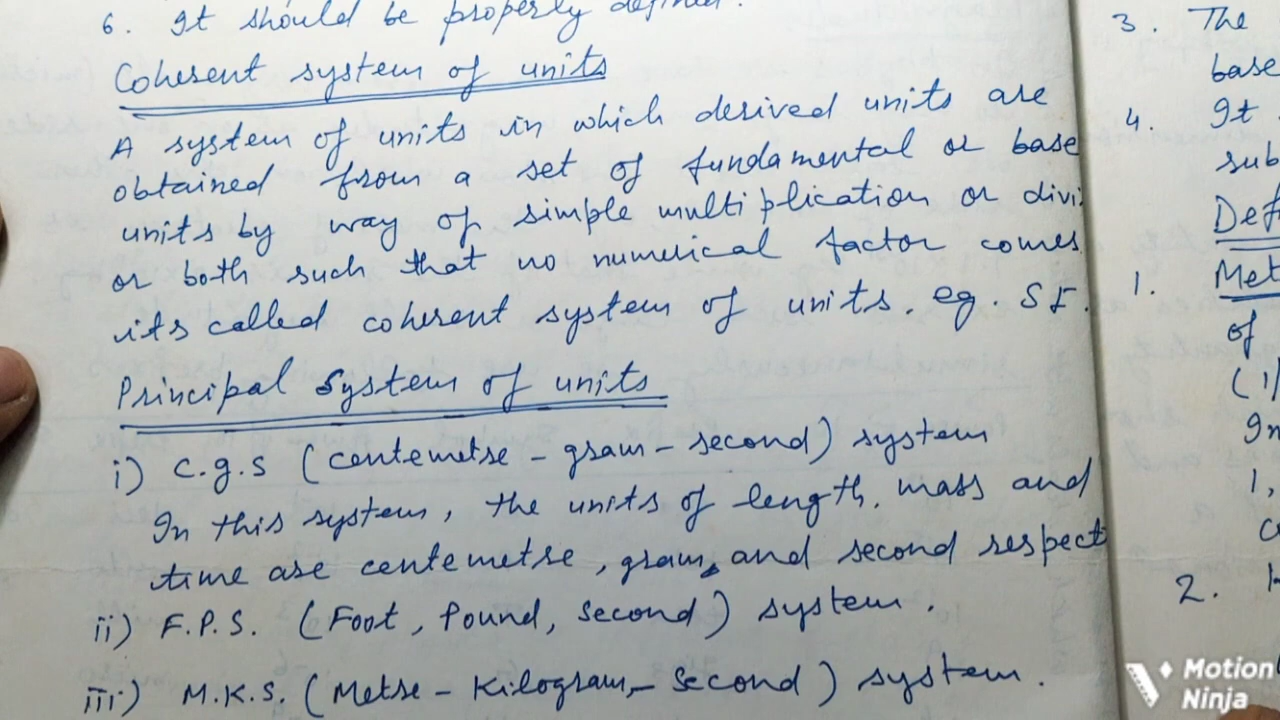 6. It should be properly defined.
Coherent system of units
A system of units in which derived units are
obtained from a set of fundamental or base
units by way of simple multiplication or divi
or both such that no numerical factor comes
its called coherent system of units. eg. SI.
Principal System of units
i) C.g.s (centemetre - gram - second) system
In this system, the units of length, mass and
time are centemetre, gram, and second respect
ii) F.P.S. (Foot, Pound, Second) system.
iii) M.K.S. (Metre - Kilogram - Second) system.
3. The
base
4. It
sub
Def
1. Met
of
(1/
In
1,
2.
Motion
Ninja